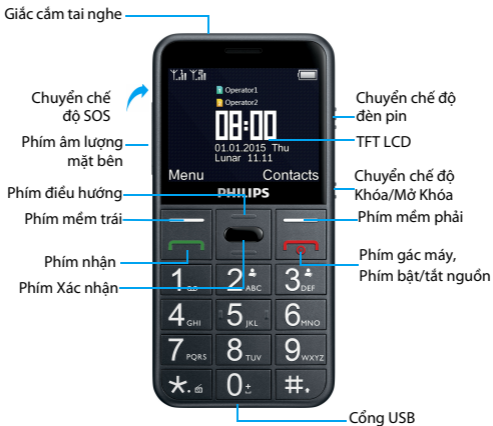 Giắc cắm tai nghe
Chuyển chế
độ SOS
Phím âm lượng
mặt bên
Phím điều hướng
Phím mềm trái
Phím nhận
Phím Xác nhận
Operator1
Operator2
08:00
01.01.2015 Thu
Lunar 11.11
Menu Contacts
PHILIPS
1
2 ABC
3 DEF
4 GHI
5 JKL
6 MNO
7 PQRS
8 TUV
9 WXYZ
*
0
#
Chuyển chế độ
đèn pin
TFT LCD
Chuyển chế độ
Khóa/Mở Khóa
Phím mềm phải
Phím gác máy,
Phím bật/tắt nguồn
Cổng USB